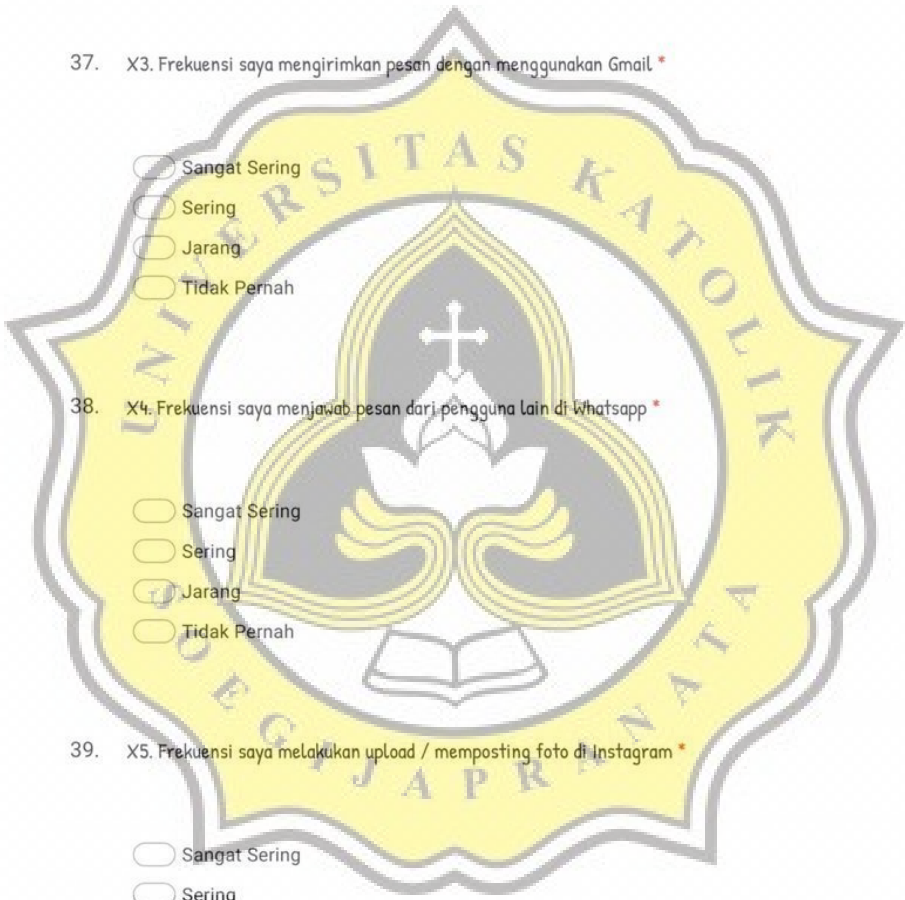 37. X3. Frekuensi saya mengirimkan pesan dengan menggunakan Gmail *
Sangat Sering
Sering
Jarang
Tidak Pernah
38. X4. Frekuensi saya menjawab pesan dari pengguna lain di Whatsapp *
Sangat Sering
Sering
Jarang
Tidak Pernah
39. X5. Frekuensi saya melakukan upload / memposting foto di Instagram *
Sangat Sering
Sering
UNIVERSITAS KATOLIK
SOEGIJAPRANATA